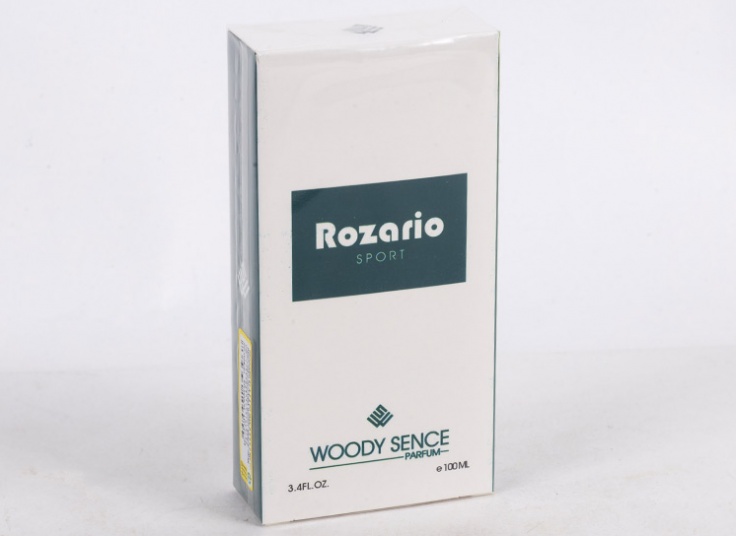 Rozario
SPORT
WOODY SENCE
PARFUM
3.4FL.OZ.
e 100 ML